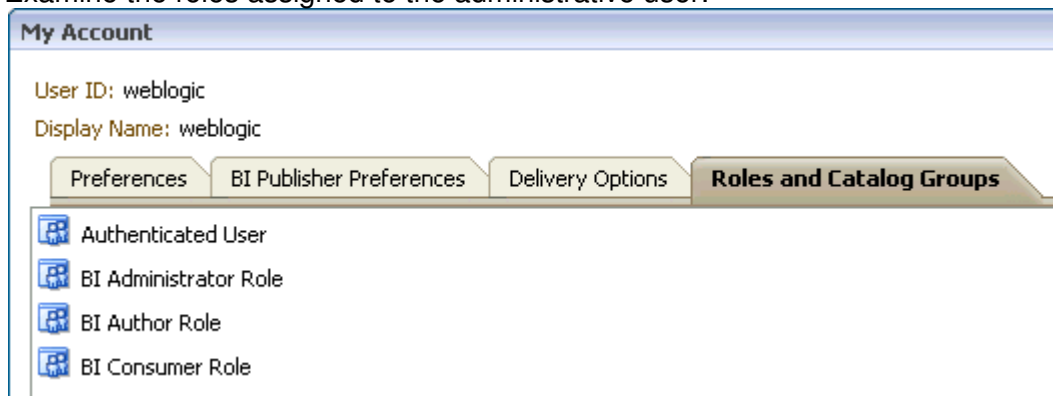 Examine the roles assigned to the administrative user.
My Account
User ID: weblogic
Display Name: weblogic
Preferences BI Publisher Preferences Delivery Options Roles and Catalog Groups
Authenticated User
BI Administrator Role
BI Author Role
BI Consumer Role